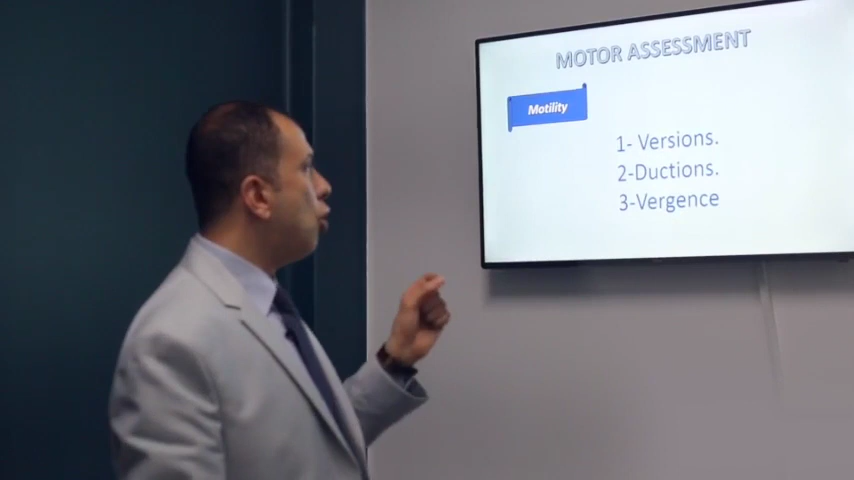 MOTOR ASSESSMENT
Motility
1- Versions.
2-Ductions.
3-Vergence